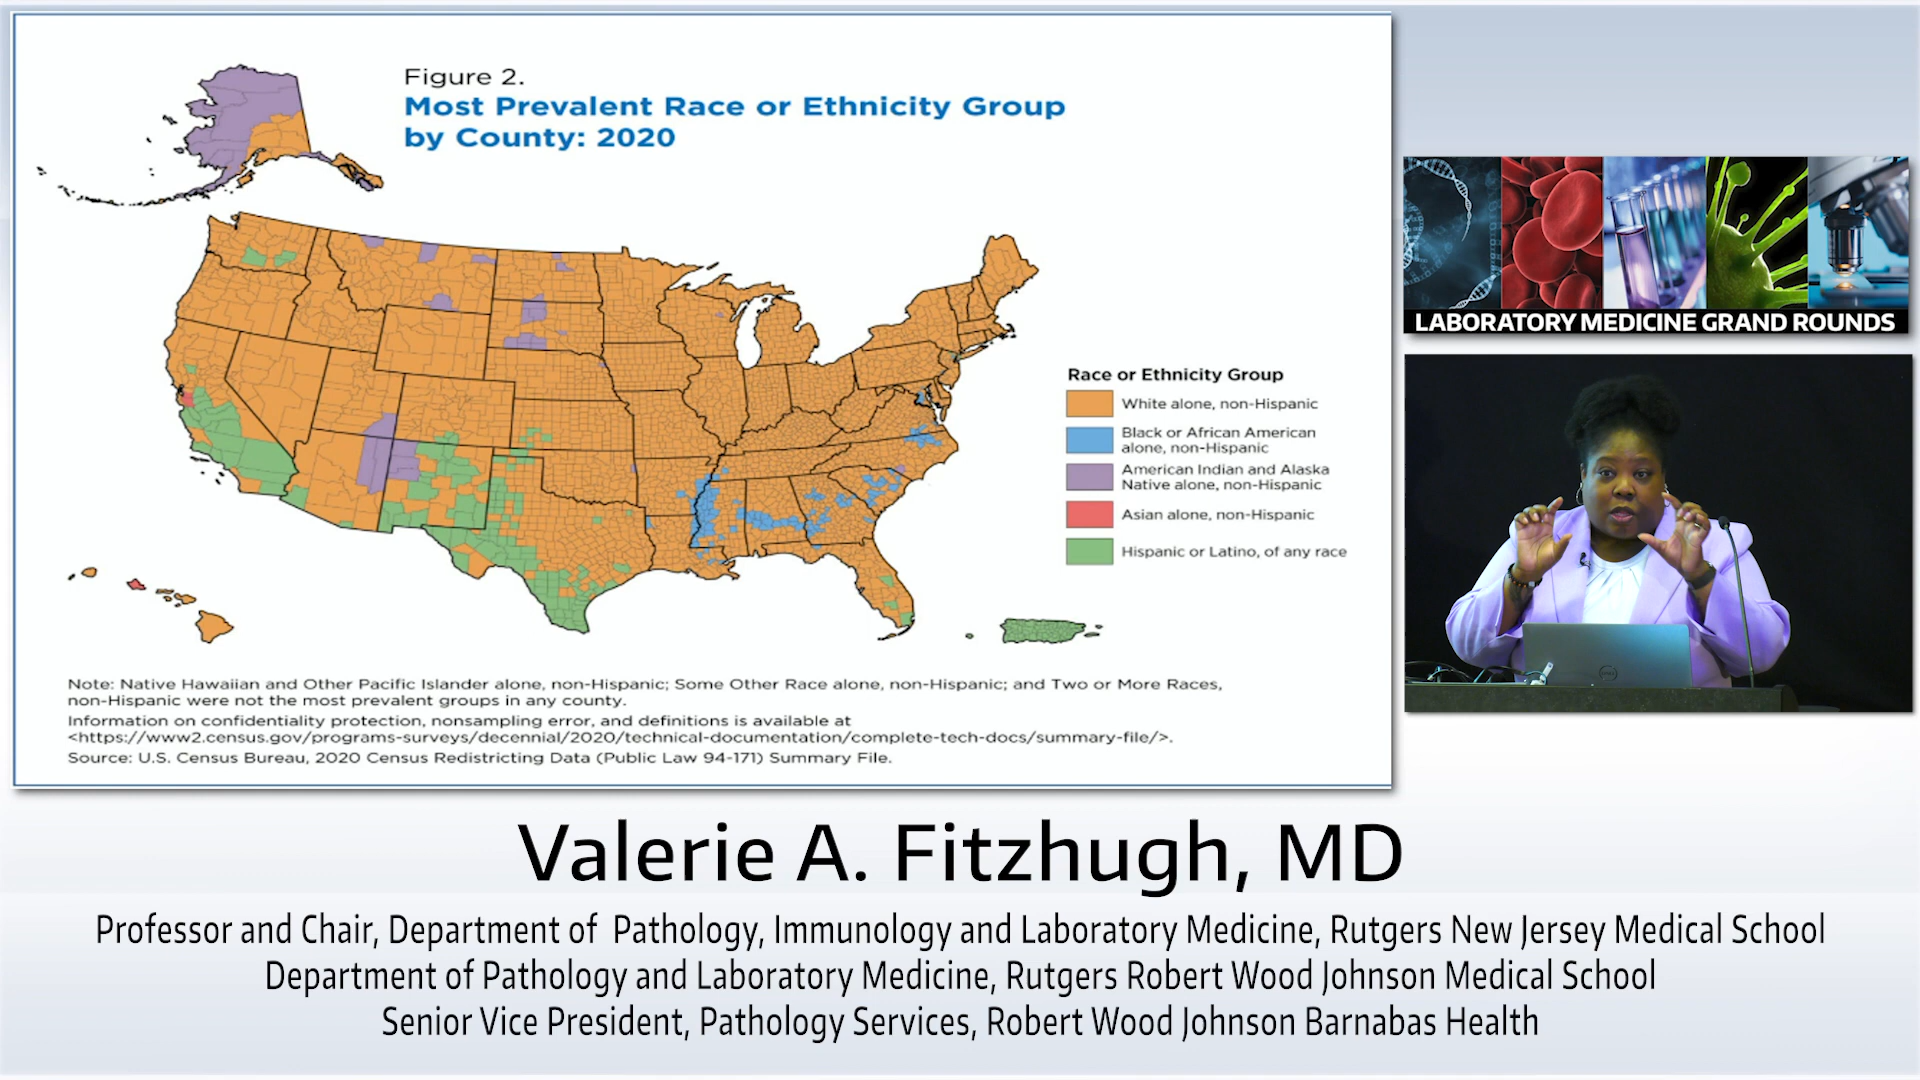 Figure 2.
Most Prevalent Race or Ethnicity Group
by County: 2020
Race or Ethnicity Group
White alone, non-Hispanic
Black or African American
alone, non-Hispanic
American Indian and Alaska
Native alone, non-Hispanic
Asian alone, non-Hispanic
Hispanic or Latino, of any race
Note: Native Hawaiian and Other Pacific Islander alone, non-Hispanic; Some Other Race alone, non-Hispanic; and Two or More Races,
non-Hispanic were not the most prevalent groups in any county.
Information on confidentiality protection, nonsampling error, and definitions is available at
<https://www2.census.gov/programs-surveys/decennial/2020/technical-documentation/complete-tech-docs/summary-file/>.
Source: U.S. Census Bureau, 2020 Census Redistricting Data (Public Law 94-171) Summary File.
LABORATORY MEDICINE GRAND ROUNDS
DELL
Valerie A. Fitzhugh, MD
Professor and Chair, Department of Pathology, Immunology and Laboratory Medicine, Rutgers New Jersey Medical School
Department of Pathology and Laboratory Medicine, Rutgers Robert Wood Johnson Medical School
Senior Vice President, Pathology Services, Robert Wood Johnson Barnabas Health